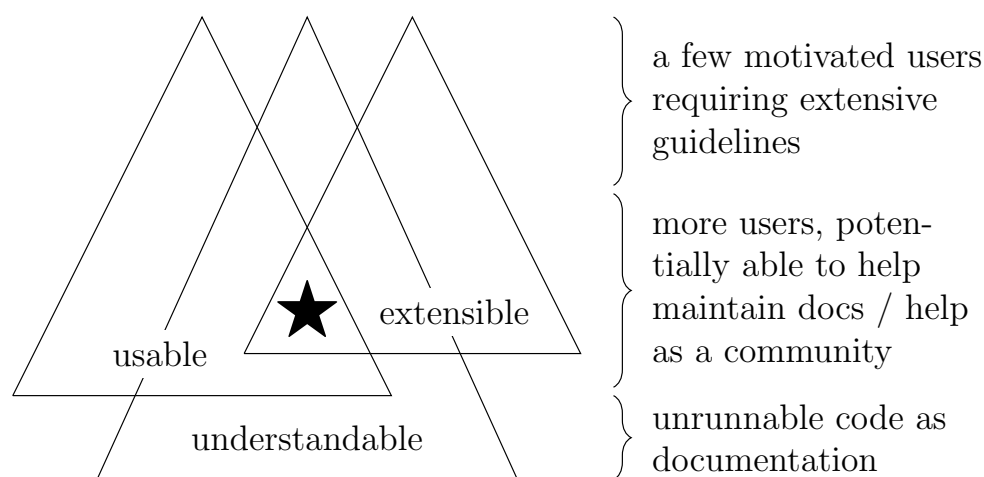 a few motivated users
requiring extensive
guidelines
more users, poten-
tially able to help
maintain docs / help
as a community
extensible
usable
understandable
unrunnable code as
documentation